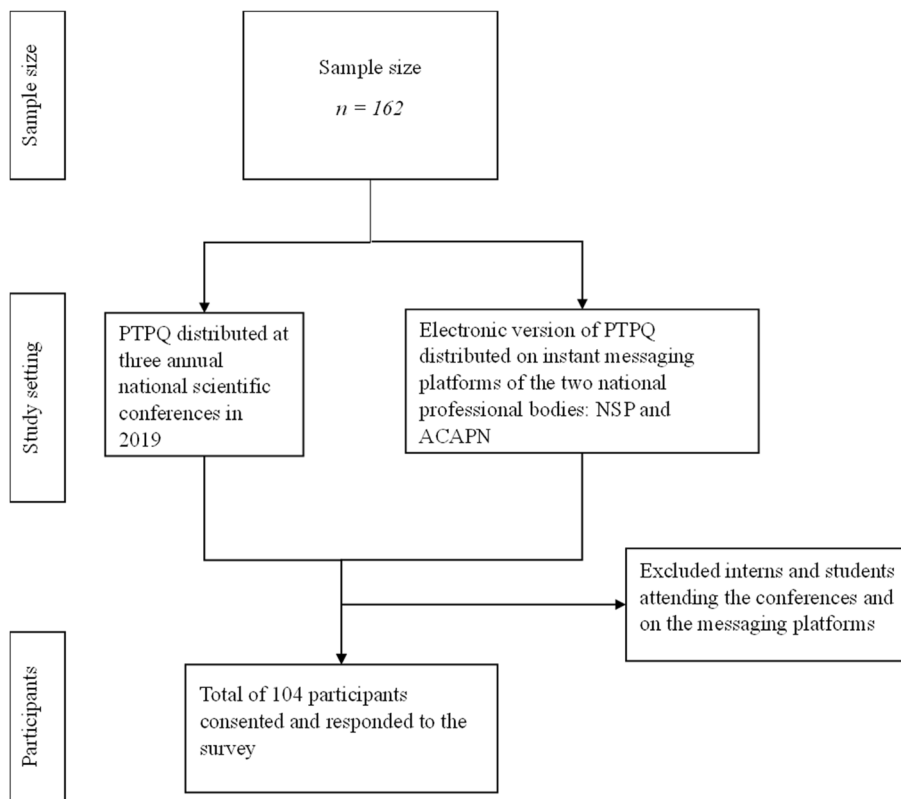 Sample size
Sample size
n = 162
Study setting
PTPQ distributed at
three annual
national scientific
conferences in
2019
Electronic version of PTPQ
distributed on instant messaging
platforms of the two national
professional bodies: NSP and
ACAPN
Excluded interns and students
attending the conferences and
on the messaging platforms
Participants
Total of 104 participants
consented and responded to the
survey